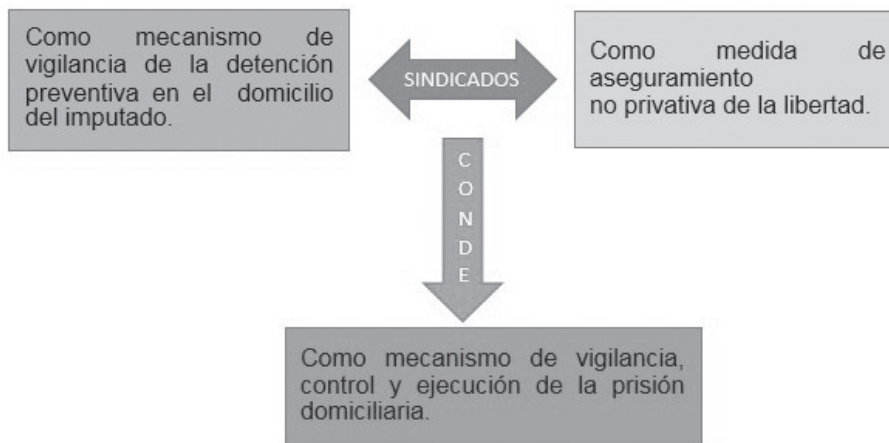 Como mecanismo de
vigilancia de la detención
preventiva en el domicilio
del imputado.
SINDICADOS
Como medida de
aseguramiento
no privativa de la libertad.
C
O
N
D
E
Como mecanismo de vigilancia,
control y ejecución de la prisión
domiciliaria.